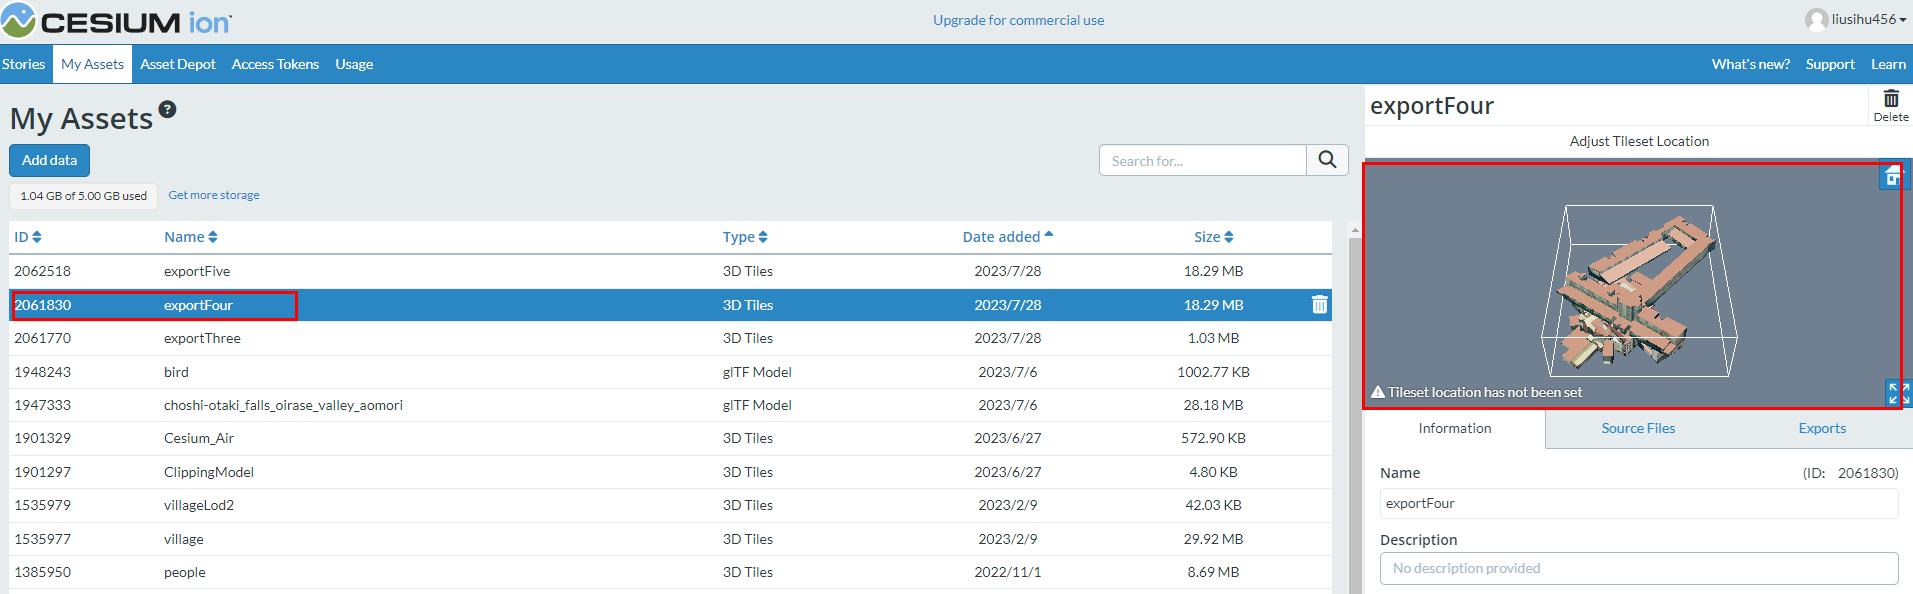 CESIUM ion
Upgrade for commercial use
liusihu456
Stories My Assets Asset Depot Access Tokens Usage What's new? Support Learn
My Assets ?
Add data
Search for...
1.04 GB of 5.00 GB used Get more storage
ID Name Type Date added Size
2062518 exportFive 3D Tiles 2023/7/28 18.29 MB
2061830 exportFour 3D Tiles 2023/7/28 18.29 MB
2061770 exportThree 3D Tiles 2023/7/28 1.03 MB
1948243 bird glTF Model 2023/7/6 1002.77 KB
1947333 choshi-otaki_falls_oirase_valley_aomori glTF Model 2023/7/6 28.18 MB
1901329 Cesium_Air 3D Tiles 2023/6/27 572.90 KB
1901297 ClippingModel 3D Tiles 2023/6/27 4.80 KB
1535979 villageLod2 3D Tiles 2023/2/9 42.03 KB
1535977 village 3D Tiles 2023/2/9 29.92 MB
1385950 people 3D Tiles 2022/11/1 8.69 MB
exportFour
Delete
Adjust Tileset Location
Tileset location has not been set
Information Source Files Exports
Name (ID: 2061830)
exportFour
Description
No description provided